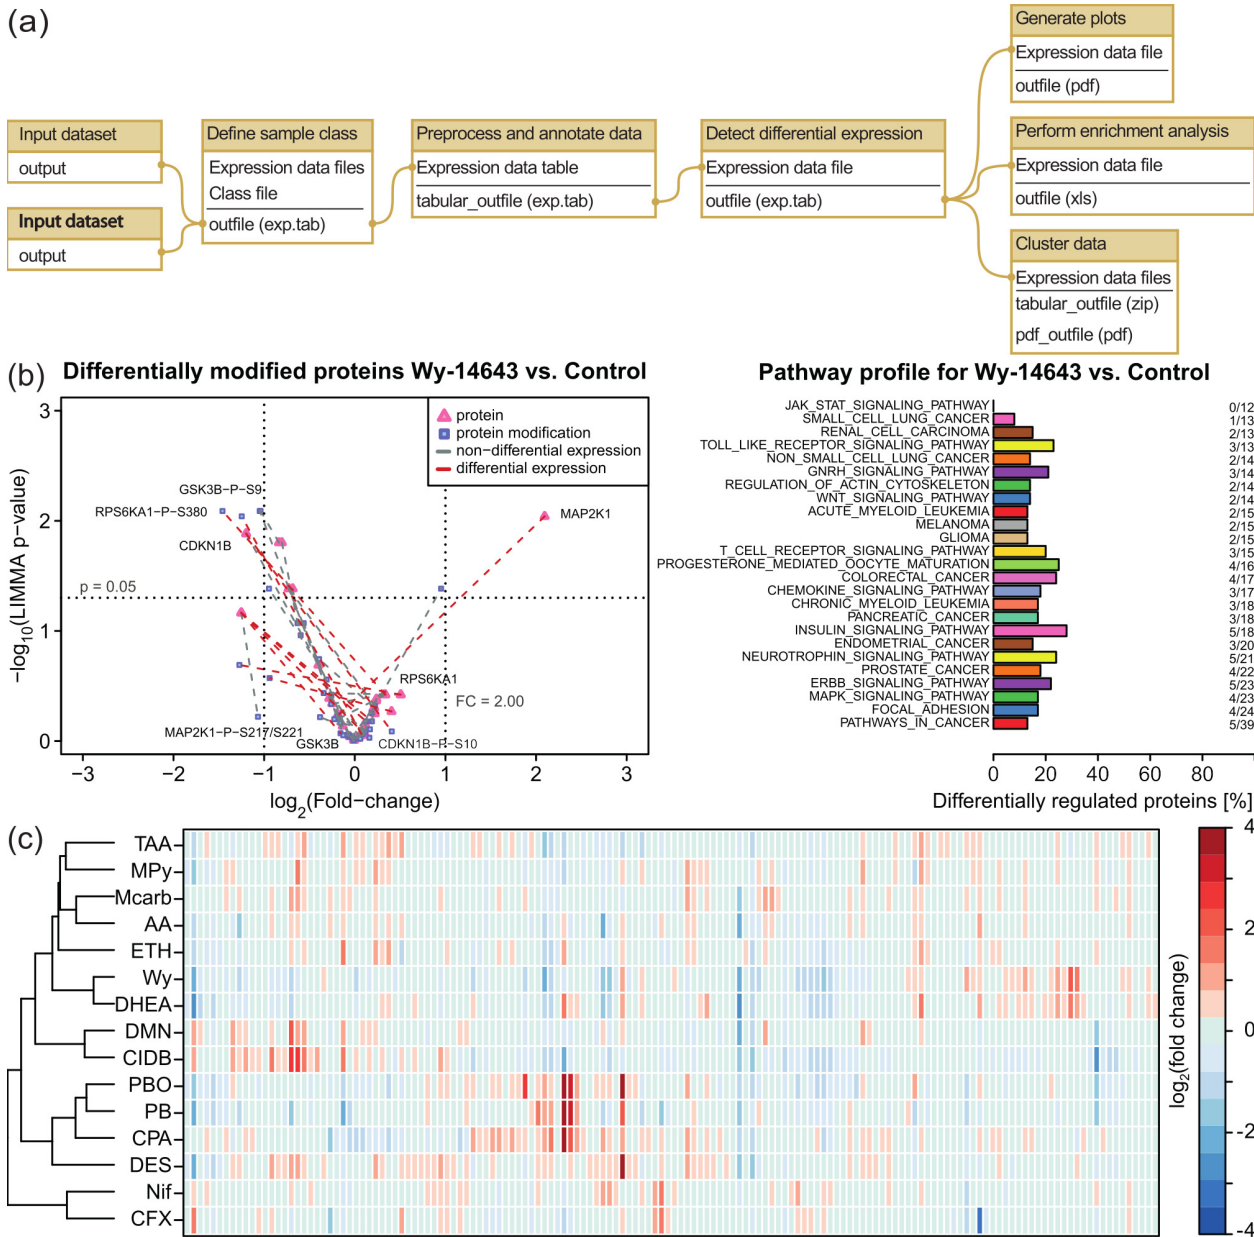 (a)
Generate plots
Expression data file
outfile (pdf)
Input dataset
output
Input dataset
output
Define sample class
Expression data files
Class file
outfile (exp.tab)
Preprocess and annotate data
Expression data table
tabular_outfile (exp.tab)
Detect differential expression
Expression data file
outfile (exp.tab)
Perform enrichment analysis
Expression data file
outfile (xls)
Cluster data
Expression data files
tabular_outfile (zip)
pdf_outfile (pdf)
(b)
Differentially modified proteins Wy-14643 vs. Control
protein
protein modification
non-differential expression
differential expression
GSK3B-P-S9
RPS6KA1-P-S380
CDKN1B
MAP2K1
p = 0.05
RPS6KA1
FC = 2.00
MAP2K1-P-S217/S221
GSK3B
CDKN1B-P-S10
3
2
1
0
−3 −2 −1 0 1 2 3
−log10(LIMMA p−value)
log2(Fold−change)
Pathway profile for Wy-14643 vs. Control
JAK_STAT_SIGNALING_PATHWAY 0/12
SMALL_CELL_LUNG_CANCER 1/13
RENAL_CELL_CARCINOMA 2/13
TOLL_LIKE_RECEPTOR_SIGNALING_PATHWAY 3/13
NON_SMALL_CELL_LUNG_CANCER 2/14
GNRH_SIGNALING_PATHWAY 3/14
REGULATION_OF_ACTIN_CYTOSKELETON 2/14
WNT_SIGNALING_PATHWAY 2/14
ACUTE_MYELOID_LEUKEMIA 2/15
MELANOMA 2/15
GLIOMA 2/15
T_CELL_RECEPTOR_SIGNALING_PATHWAY 3/15
PROGESTERONE_MEDIATED_OOCYTE_MATURATION 4/16
COLORECTAL_CANCER 4/17
CHEMOKINE_SIGNALING_PATHWAY 3/17
CHRONIC_MYELOID_LEUKEMIA 3/18
PANCREATIC_CANCER 3/18
INSULIN_SIGNALING_PATHWAY 5/18
ENDOMETRIAL_CANCER 3/20
NEUROTROPHIN_SIGNALING_PATHWAY 5/21
PROSTATE_CANCER 4/22
ERBB_SIGNALING_PATHWAY 5/23
MAPK_SIGNALING_PATHWAY 4/23
FOCAL_ADHESION 4/24
PATHWAYS_IN_CANCER 5/39
0 20 40 60 80
Differentially regulated proteins [%]
(c)
TAA
MPy
Mcarb
AA
ETH
Wy
DHEA
DMN
CIDB
PBO
PB
CPA
DES
Nif
CFX
log2(fold change)
4
2
0
-2
-4